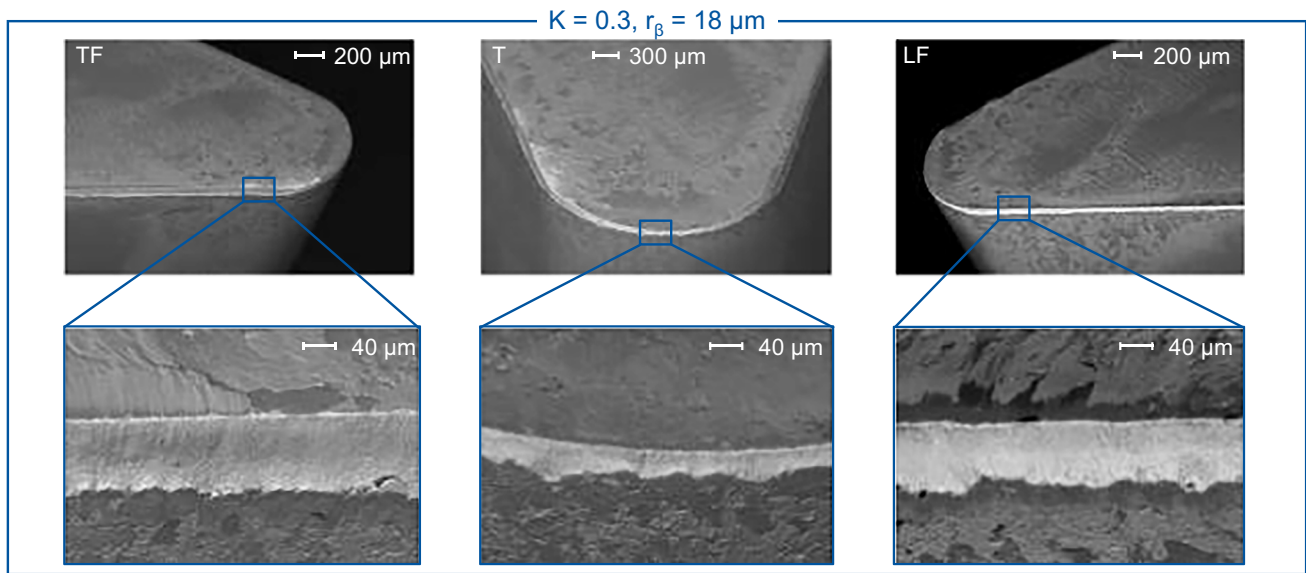 K = 0.3, rβ = 18 µm
TF
200 µm
T
300 µm
LF
200 µm
40 µm
40 µm
40 µm